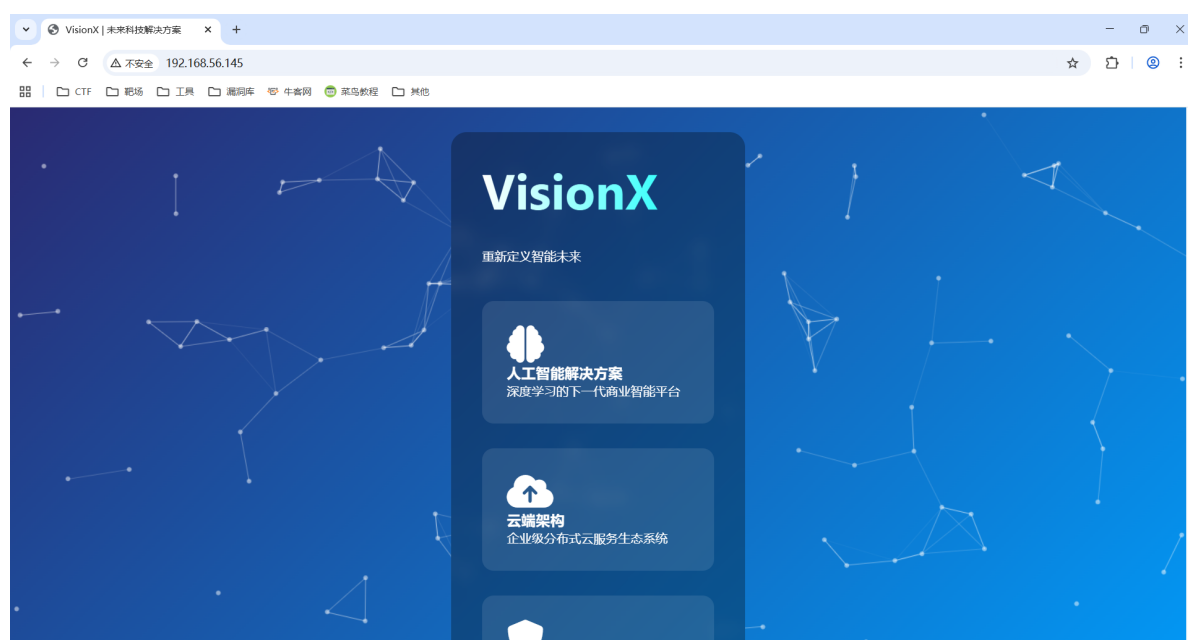 VisionX | 未来科技解决方案
不安全 192.168.56.145
CTF 靶场 工具 漏洞库 牛客网 菜鸟教程 其他
VisionX
重新定义智能未来
人工智能解决方案
深度学习的下一代商业智能平台
云端架构
企业级分布式云服务生态系统